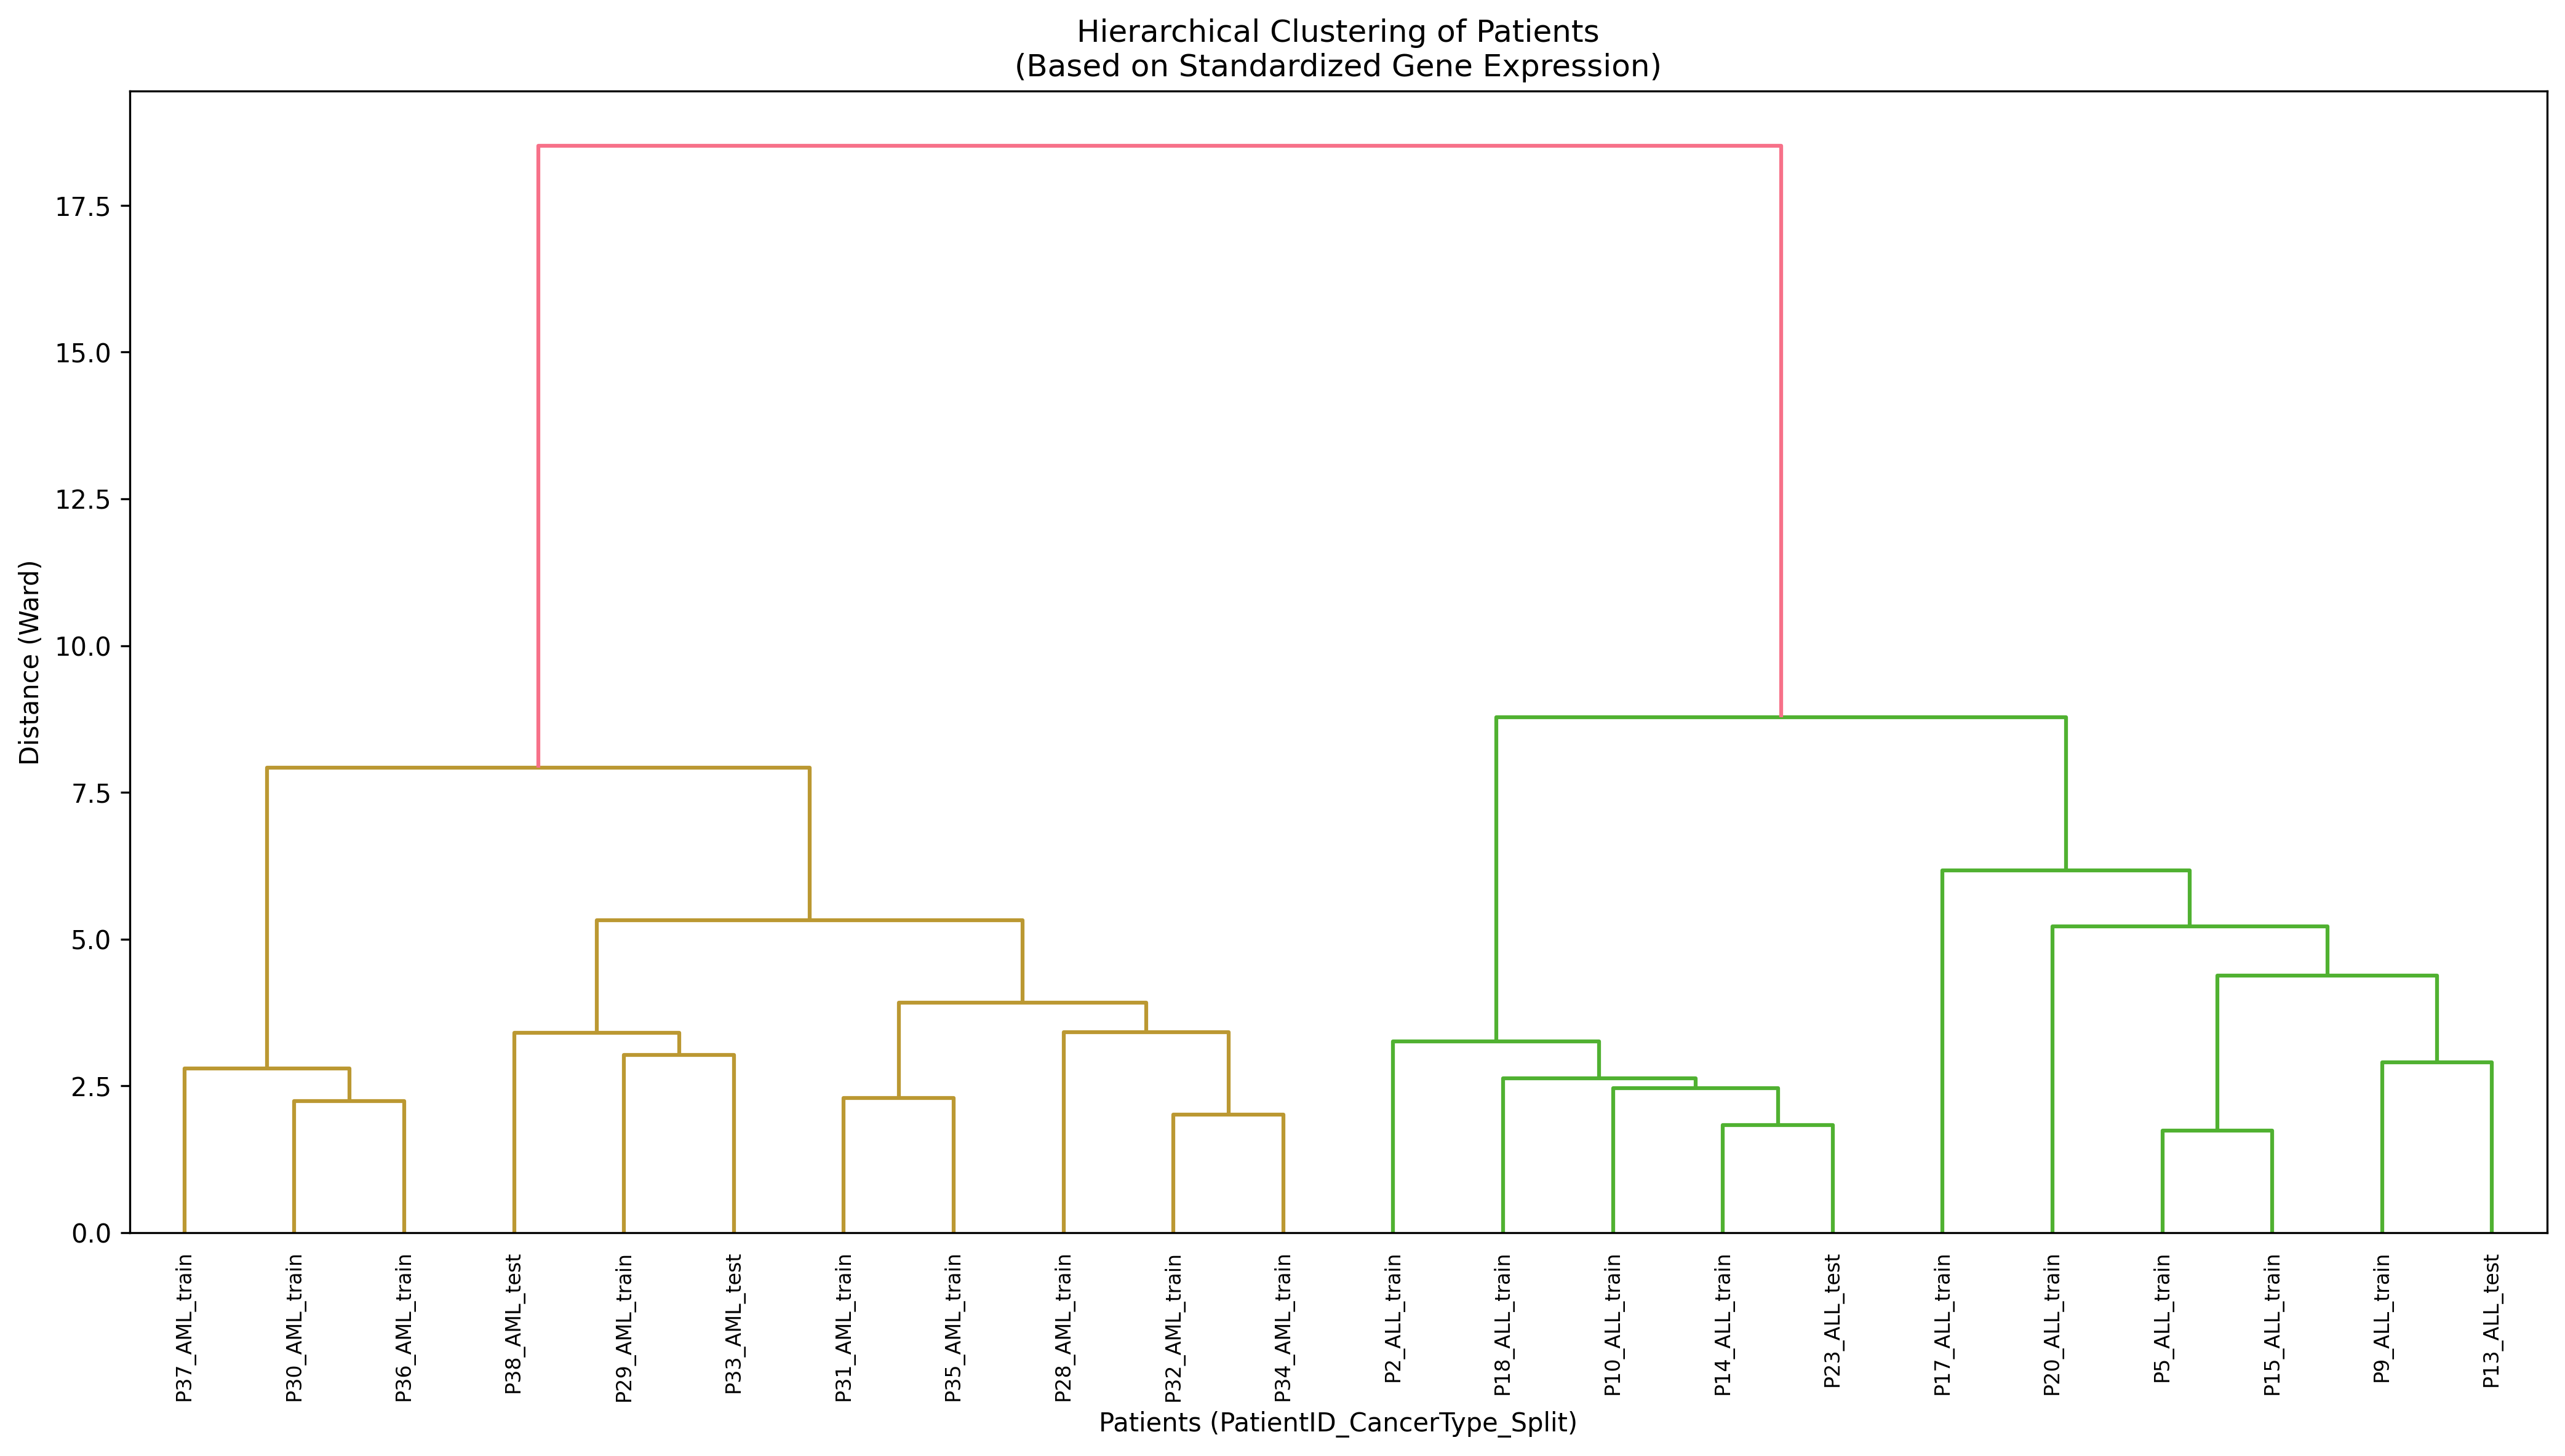 Hierarchical Clustering of Patients
(Based on Standardized Gene Expression)
17.5
15.0
12.5
10.0
7.5
5.0
2.5
0.0
Distance (Ward)
P37_AML_train
P30_AML_train
P36_AML_train
P38_AML_test
P29_AML_train
P33_AML_test
P31_AML_train
P35_AML_train
P28_AML_train
P32_AML_train
P34_AML_train
P2_ALL_train
P18_ALL_train
P10_ALL_train
P14_ALL_train
P23_ALL_test
P17_ALL_train
P20_ALL_train
P5_ALL_train
P15_ALL_train
P9_ALL_train
P13_ALL_test
Patients (PatientID_CancerType_Split)